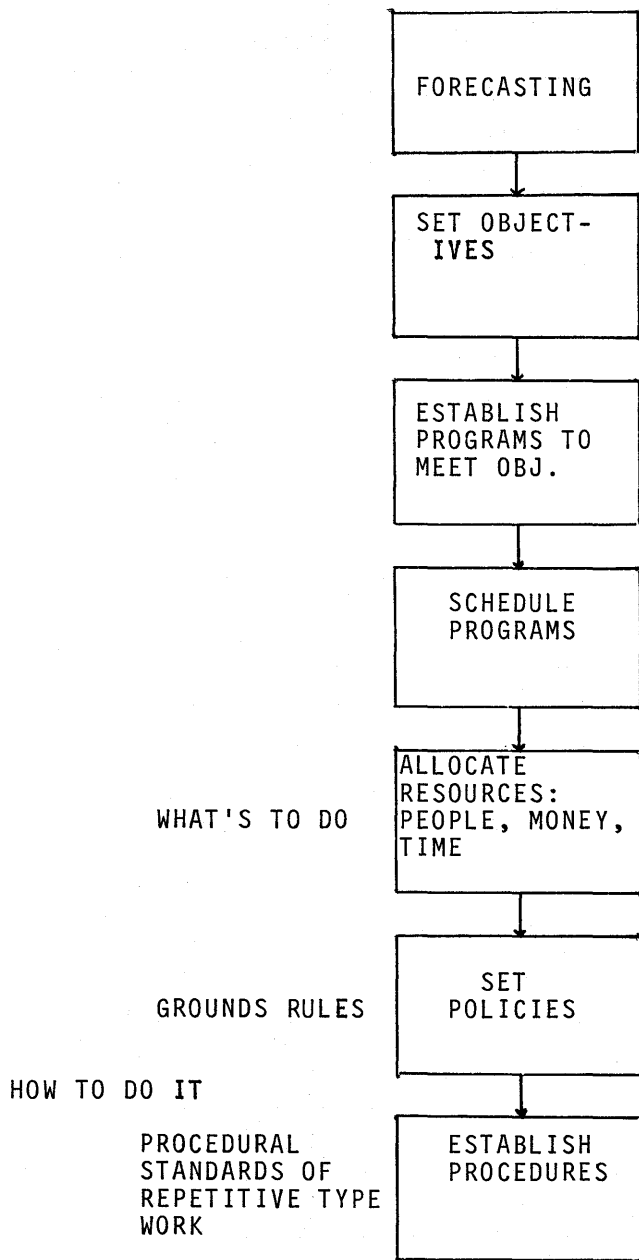 FORECASTING
SET OBJECT-
IVES
ESTABLISH
PROGRAMS TO
MEET OBJ.
SCHEDULE
PROGRAMS
WHAT'S TO DO
ALLOCATE
RESOURCES:
PEOPLE, MONEY,
TIME
GROUNDS RULES
SET
POLICIES
HOW TO DO IT
PROCEDURAL
STANDARDS OF
REPETITIVE TYPE
WORK
ESTABLISH
PROCEDURES